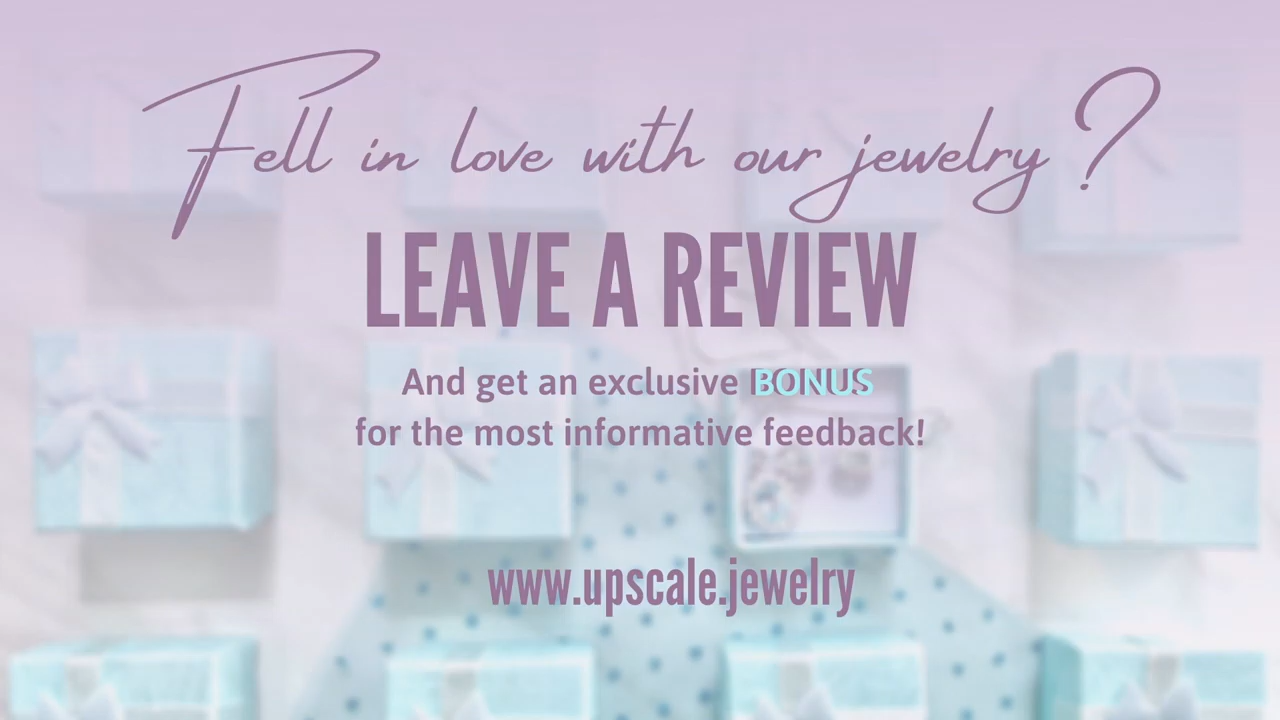 Fell in love with our jewelry?
LEAVE A REVIEW
And get an exclusive BONUS
for the most informative feedback!
www.upscale.jewelry